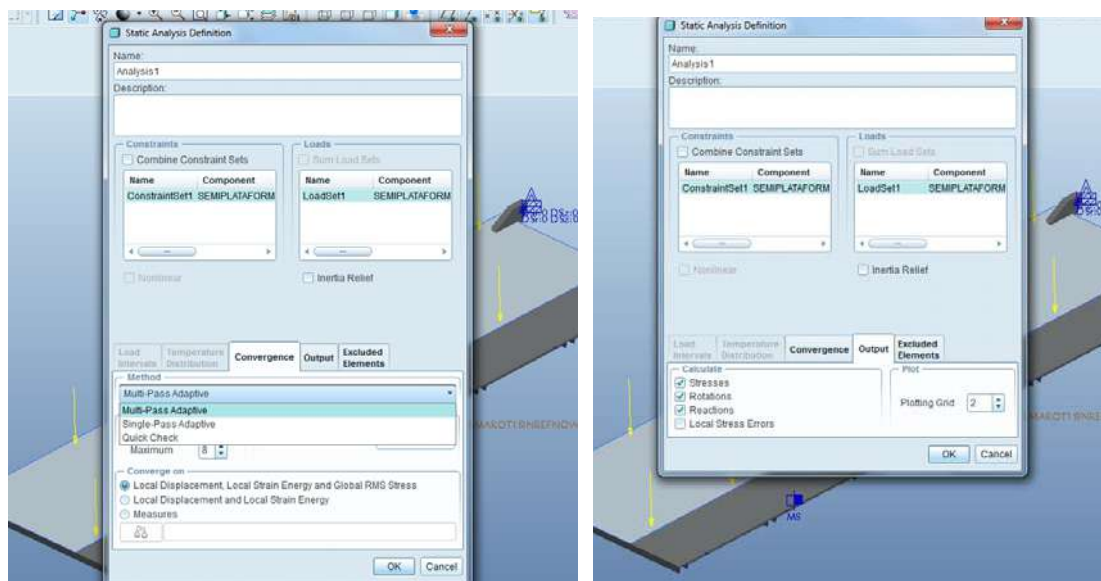 Static Analysis Definition
Name:
Analysis1
Description:
Constraints
Combine Constraint Sets
Name Component
ConstraintSet1 SEMIPLATAFORM
Loads
Sum Load Sets
Name Component
LoadSet1 SEMIPLATAFORM
Nonlinear
Inertia Relief
Load Intervals
Temperature Distribution
Convergence
Output
Excluded Elements
Method
Multi-Pass Adaptive
Multi-Pass Adaptive
Single-Pass Adaptive
Quick Check
Maximum 8
Converge on
Local Displacement, Local Strain Energy and Global RMS Stress
Local Displacement and Local Strain Energy
Measures
OK Cancel
Static Analysis Definition
Name:
Analysis1
Description:
Constraints
Combine Constraint Sets
Name Component
ConstraintSet1 SEMIPLATAFORM
Loads
Sum Load Sets
Name Component
LoadSet1 SEMIPLATAFORM
Nonlinear
Inertia Relief
Load Intervals
Temperature Distribution
Convergence
Output
Excluded Elements
Calculate
Stresses
Rotations
Reactions
Local Stress Errors
Plot
Plotting Grid 2
OK Cancel
MS